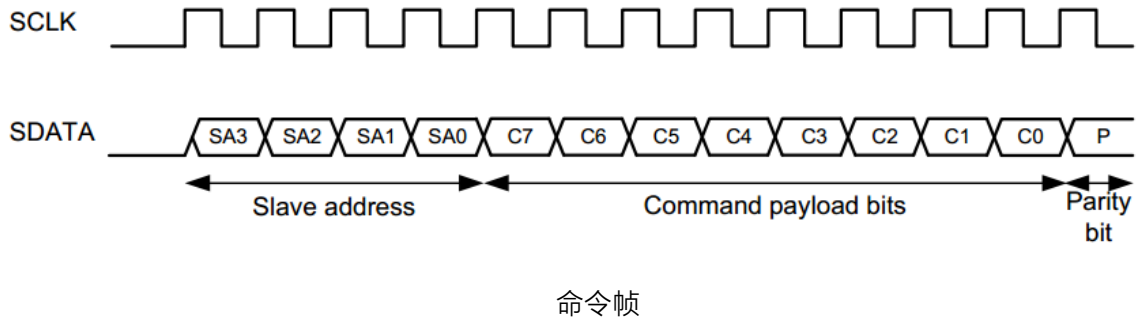 SCLK
SDATA
SA3 SA2 SA1 SA0 C7 C6 C5 C4 C3 C2 C1 C0 P
Slave address Command payload bits Parity
bit
命令帧